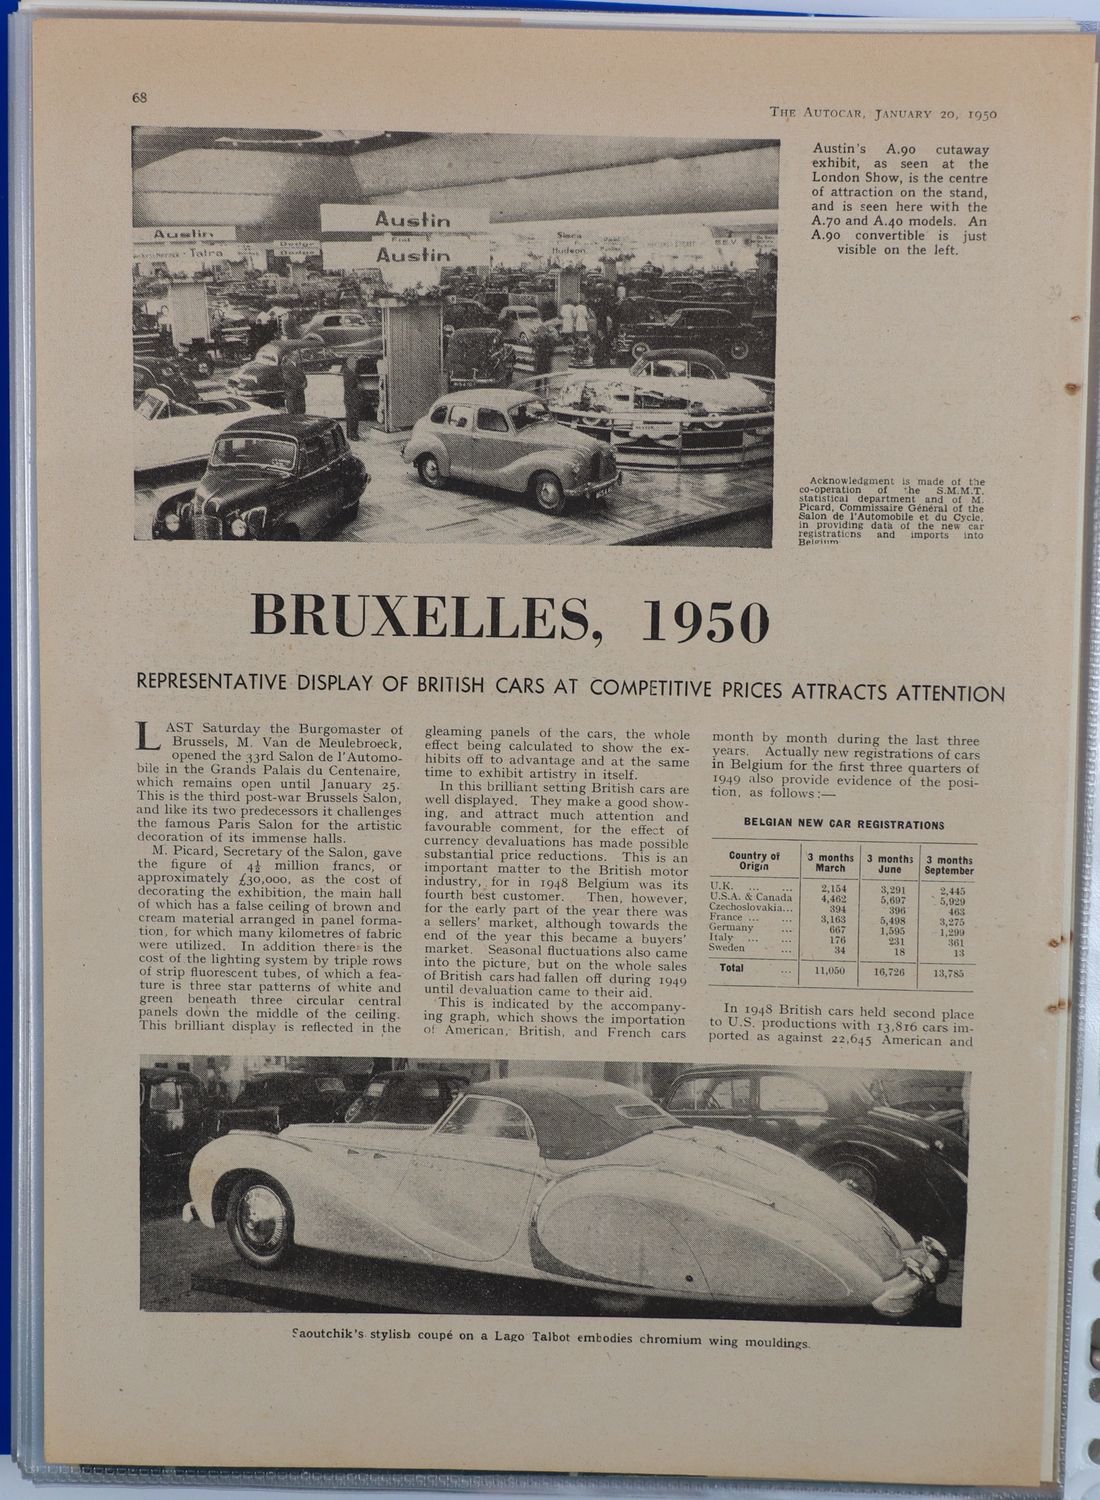 68
THE AUTOCAR, JANUARY 20, 1950
Austin
Austin
Austin
Tatra
Dodge
Fiat
Simca
Hudson
Austin's A.90 cutaway
exhibit, as seen at the
London Show, is the centre
of attraction on the stand,
and is seen here with the
A.70 and A.40 models. An
A.90 convertible is just
visible on the left.
Acknowledgment is made of the
co-operation of the S.M.M.T.
statistical department and of M.
Picard, Commissaire Général of the
Salon de l'Automobile et du Cycle,
in providing data of the new car
registrations and imports into
Belgium
BRUXELLES, 1950
REPRESENTATIVE DISPLAY OF BRITISH CARS AT COMPETITIVE PRICES ATTRACTS ATTENTION
LAST Saturday the Burgomaster of
Brussels, M. Van de Meulebroeck,
opened the 33rd Salon de l'Automo-
bile in the Grands Palais du Centenaire,
which remains open until January 25.
This is the third post-war Brussels Salon,
and like its two predecessors it challenges
the famous Paris Salon for the artistic
decoration of its immense halls.
M. Picard, Secretary of the Salon, gave
the figure of 4½ million francs, or
approximately £30,000, as the cost of
decorating the exhibition, the main hall
of which has a false ceiling of brown and
cream material arranged in panel forma-
tion, for which many kilometres of fabric
were utilized. In addition there is the
cost of the lighting system by triple rows
of strip fluorescent tubes, of which a fea-
ture is three star patterns of white and
green beneath three circular central
panels down the middle of the ceiling.
This brilliant display is reflected in the
gleaming panels of the cars, the whole
effect being calculated to show the ex-
hibits off to advantage and at the same
time to exhibit artistry in itself.
In this brilliant setting British cars are
well displayed. They make a good show-
ing, and attract much attention and
favourable comment, for the effect of
currency devaluations has made possible
substantial price reductions. This is an
important matter to the British motor
industry, for in 1948 Belgium was its
fourth best customer. Then, however,
for the early part of the year there was
a sellers' market, although towards the
end of the year this became a buyers'
market. Seasonal fluctuations also came
into the picture, but on the whole sales
of British cars had fallen off during 1949
until devaluation came to their aid.
This is indicated by the accompany-
ing graph, which shows the importation
of American, British, and French cars
month by month during the last three
years. Actually new registrations of cars
in Belgium for the first three quarters of
1949 also provide evidence of the posi-
tion, as follows:—
BELGIAN NEW CAR REGISTRATIONS
Country of Origin 3 months March 3 months June 3 months September
U.K. ... ... 2,154 3,291 2,445
U.S.A. & Canada 4,462 5,697 5,929
Czechoslovakia... 394 396 463
France ... ... 3,163 5,498 3,275
Germany ... 667 1,595 1,299
Italy ... ... 176 231 361
Sweden ... 34 18 13
Total ... 11,050 16,726 13,785
In 1948 British cars held second place
to U.S. productions with 13,816 cars im-
ported as against 22,645 American and
Saoutchik's stylish coupé on a Lago Talbot embodies chromium wing mouldings.